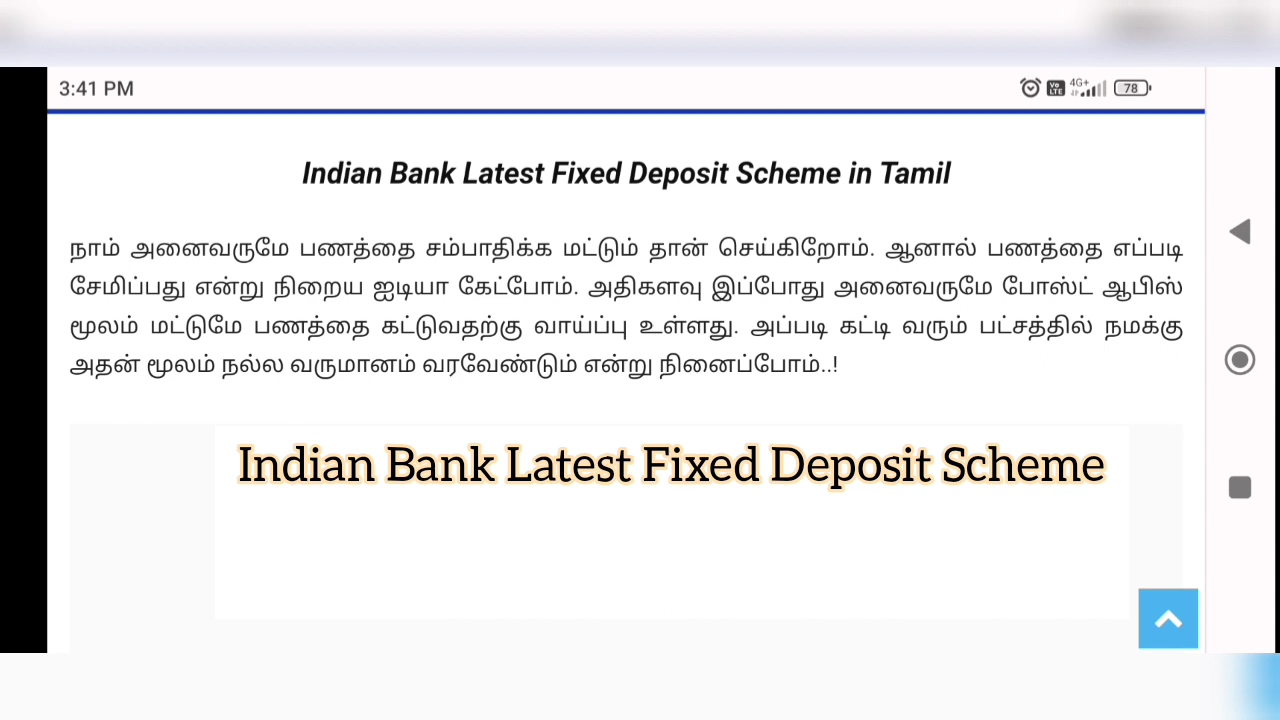 3:41 PM
Vo LTE 4G+ 78
Indian Bank Latest Fixed Deposit Scheme in Tamil
நாம் அனைவருமே பணத்தை சம்பாதிக்க மட்டும் தான் செய்கிறோம். ஆனால் பணத்தை எப்படி
சேமிப்பது என்று நிறைய ஐடியா கேட்போம். அதிகளவு இப்போது அனைவருமே போஸ்ட் ஆபிஸ்
மூலம் மட்டுமே பணத்தை கட்டுவதற்கு வாய்ப்பு உள்ளது. அப்படி கட்டி வரும் பட்சத்தில் நமக்கு
அதன் மூலம் நல்ல வருமானம் வரவேண்டும் என்று நினைப்போம்..!
Indian Bank Latest Fixed Deposit Scheme